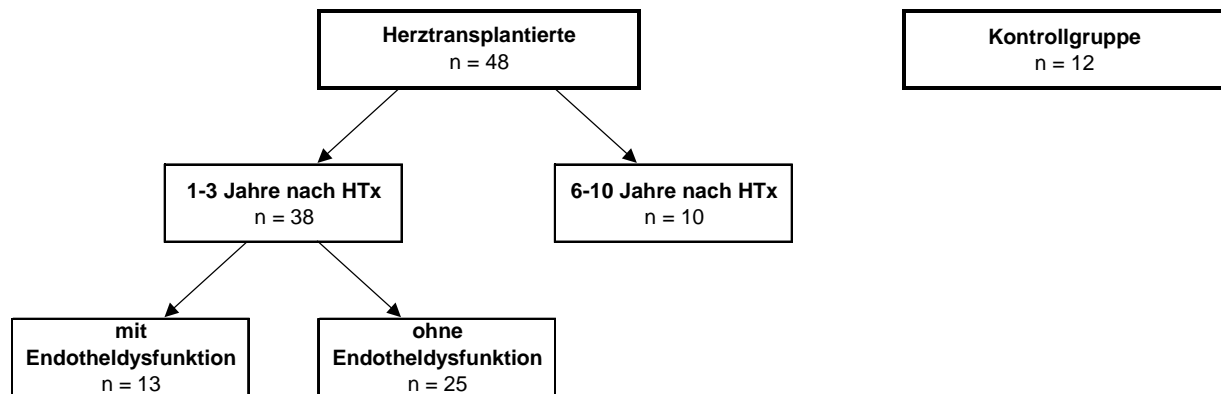 Herztransplantierte
n = 48
Kontrollgruppe
n = 12
1-3 Jahre nach HTx
n = 38
6-10 Jahre nach HTx
n = 10
mit
Endotheldysfunktion
n = 13
ohne
Endotheldysfunktion
n = 25